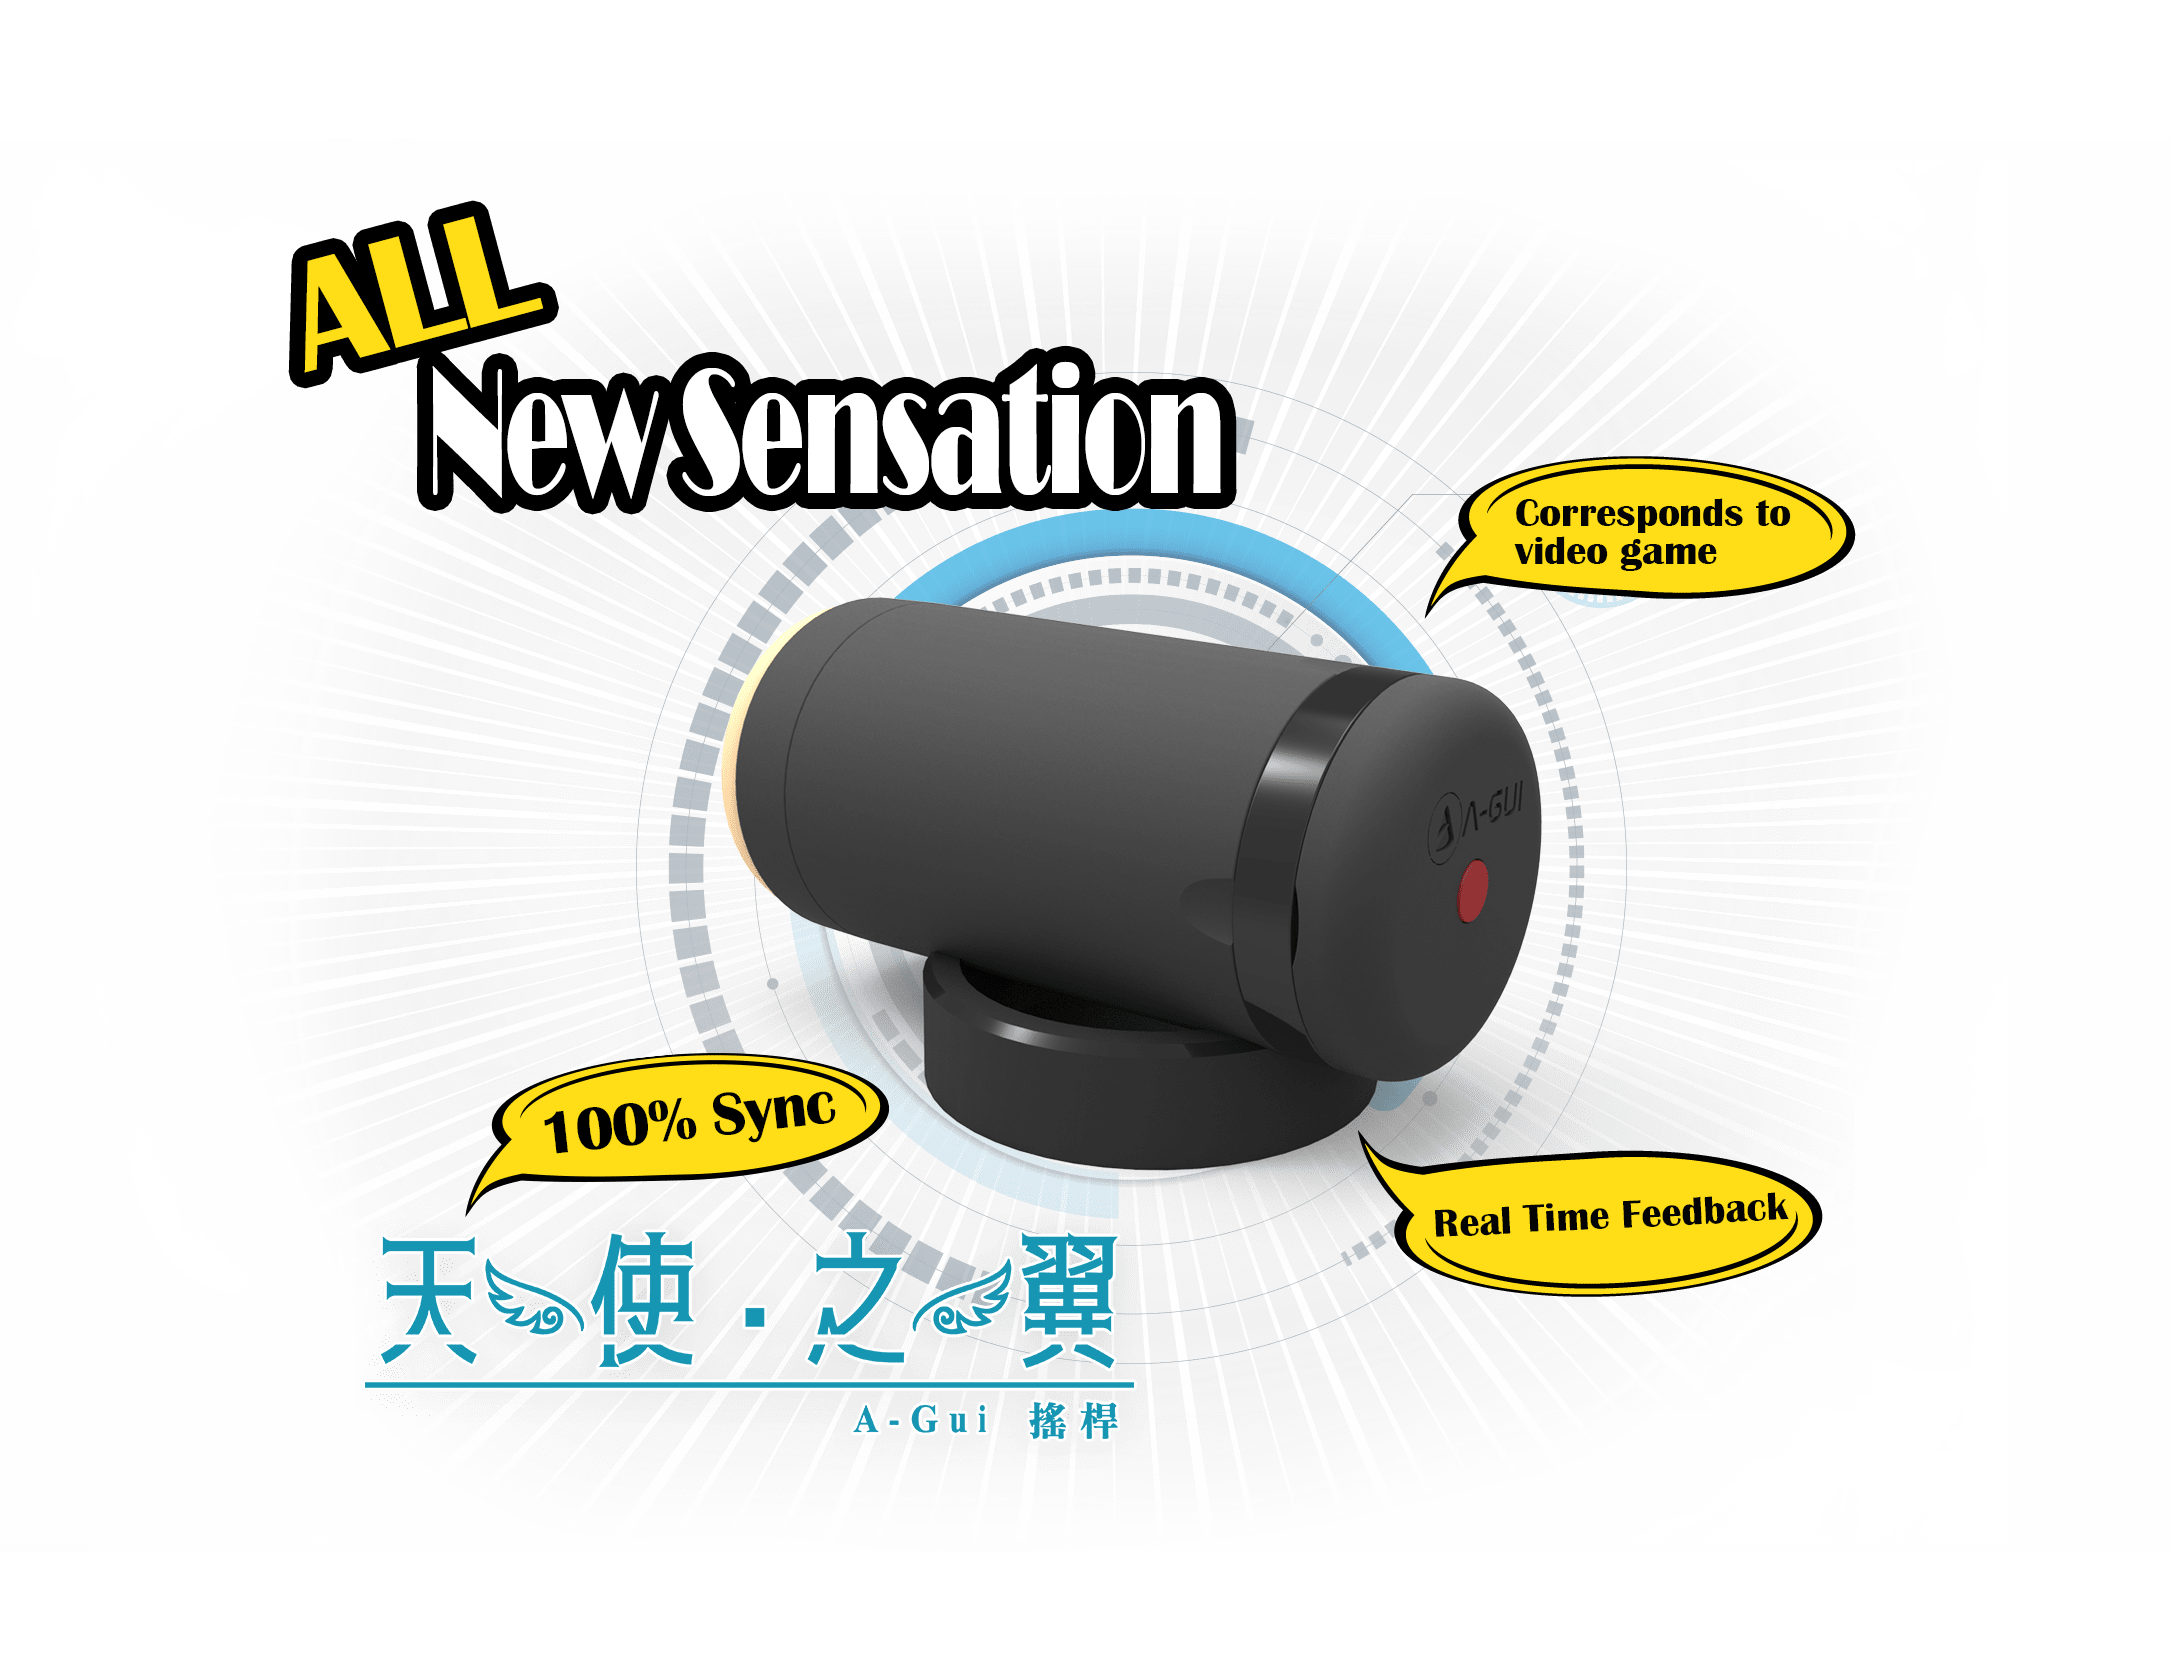 ALL
New Sensation
Corresponds to
video game
A-GUI
100% Sync
Real Time Feedback
天使·之翼
A-Gui 搖桿